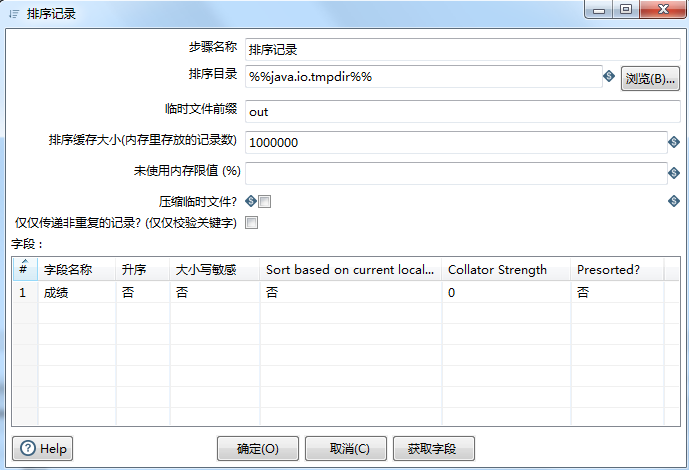 排序记录
步骤名称 排序记录
排序目录 %%java.io.tmpdir%% 浏览(B)...
临时文件前缀 out
排序缓存大小(内存里存放的记录数) 1000000
未使用内存限值 (%)
压缩临时文件?
仅仅传递非重复的记录? (仅仅校验关键字)
字段：
# 字段名称 升序 大小写敏感 Sort based on current local... Collator Strength Presorted?
1 成绩 否 否 否 0 否
Help 确定(O) 取消(C) 获取字段